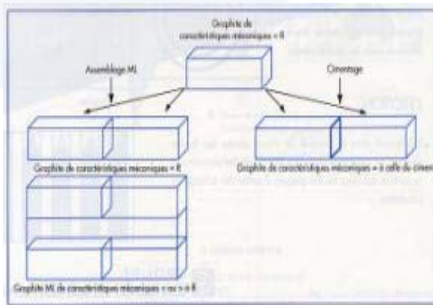 Graphite de
caractéristiques mécaniques = R
Assemblage ML
Cimentage
Graphite de caractéristiques mécaniques = R
Graphite de caractéristiques mécaniques = à celle du ciment
Graphite ML de caractéristiques mécaniques = ou > à R